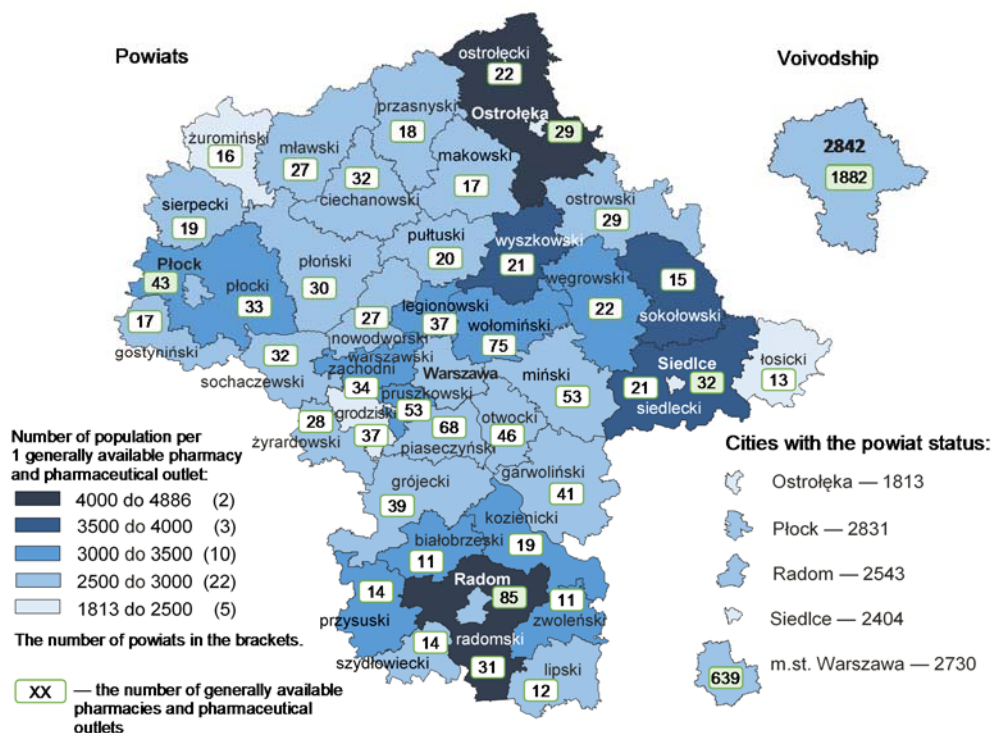 Powiats
Voivodship
ostrołęcki
22
Ostrołęka
29
przasnyski
18
żuromiński
16
mławski
27
32
ciechanowski
makowski
17
2842
1882
sierpecki
19
ostrowski
29
pułtuski
20
wyszkowski
21
Płock
43
płocki
33
płoński
30
węgrowski
22
15
sokołowski
17
gostyniński
27
nowodworski
legionowski
37
wołomiński
75
32
sochaczewski
warszawski
zachodni
34
Warszawa
miński
53
Siedlce
21
32
siedlecki
łosicki
13
pruszkowski
53
grodziski
37
28
żyrardowski
68
piaseczyński
otwocki
46
grójecki
39
garwoliński
41
kozienicki
19
białobrzeski
11
Radom
85
14
przysuski
11
zwoleński
radomski
31
14
szydłowiecki
lipski
12
Number of population per
1 generally available pharmacy
and pharmaceutical outlet:
4000 do 4886 (2)
3500 do 4000 (3)
3000 do 3500 (10)
2500 do 3000 (22)
1813 do 2500 (5)
The number of powiats in the brackets.
XX — the number of generally available
pharmacies and pharmaceutical
outlets
Cities with the powiat status:
Ostrołęka — 1813
Płock — 2831
Radom — 2543
Siedlce — 2404
m.st. Warszawa — 2730
639